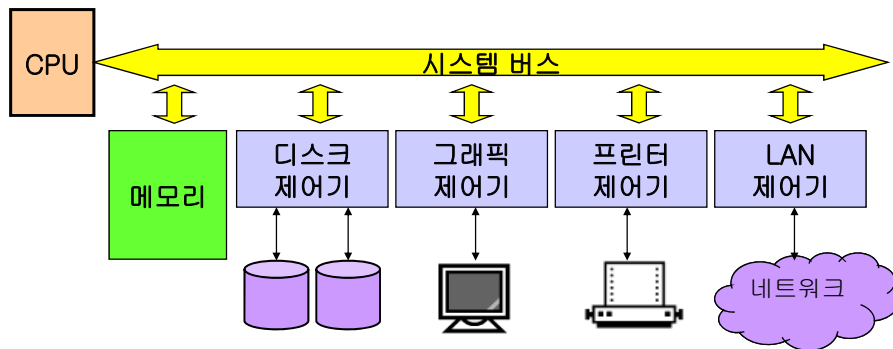 CPU
시스템 버스
메모리
디스크
제어기
그래픽
제어기
프린터
제어기
LAN
제어기
네트워크